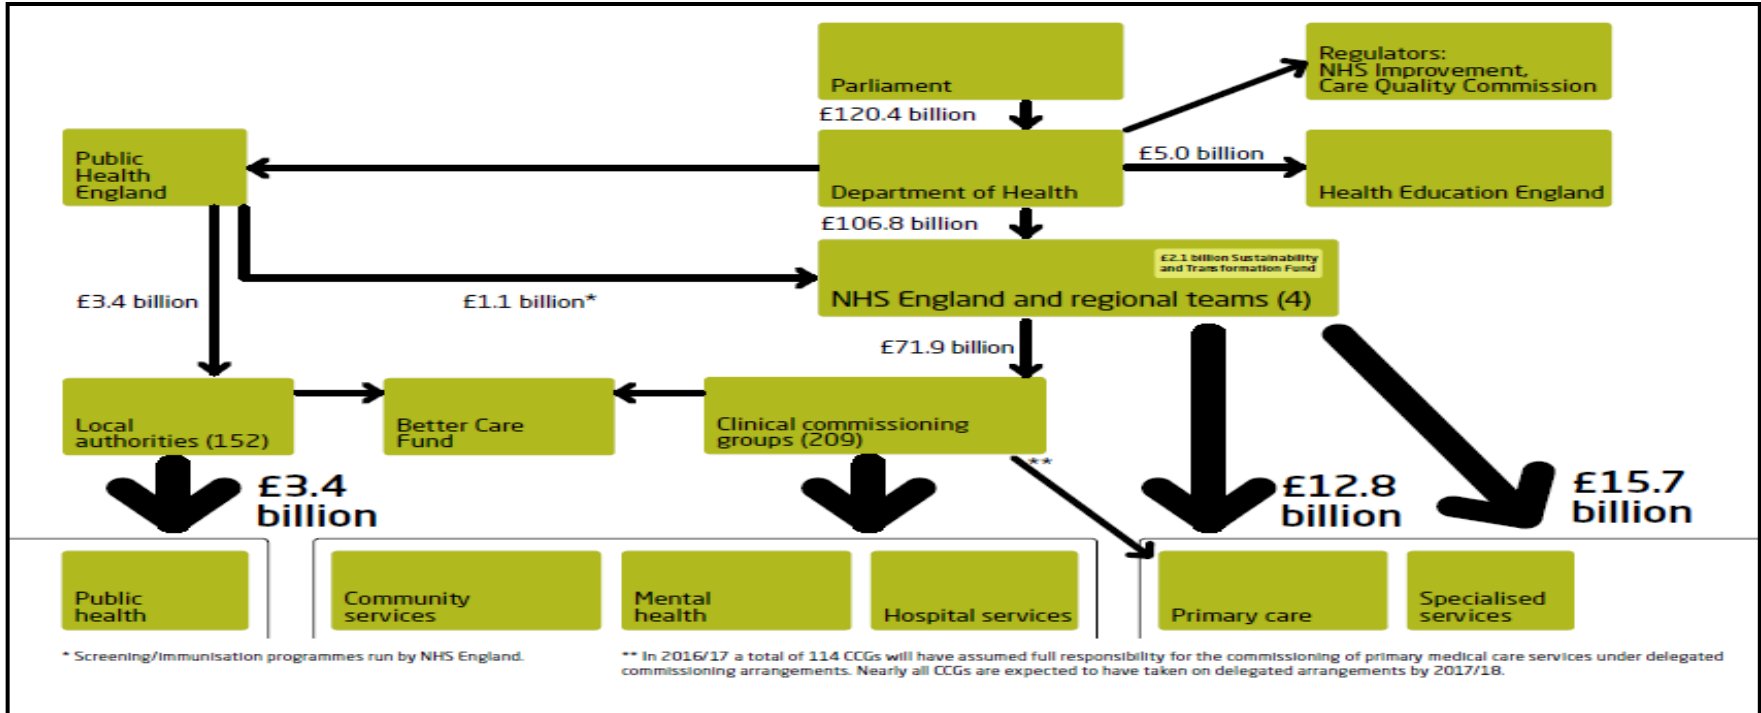 Parliament
Regulators:
NHS Improvement,
Care Quality Commission
£120.4 billion
Public
Health
England
Department of Health
£5.0 billion
Health Education England
£106.8 billion
£2.1 billion Sustainability
and Transformation Fund
NHS England and regional teams (4)
£3.4 billion
£1.1 billion*
£71.9 billion
Local
authorities (152)
Better Care
Fund
Clinical commissioning
groups (209)
**
£3.4
billion
£12.8
billion
£15.7
billion
Public
health
Community
services
Mental
health
Hospital services
Primary care
Specialised
services
* Screening/immunisation programmes run by NHS England.
** In 2016/17 a total of 114 CCGs will have assumed full responsibility for the commissioning of primary medical care services under delegated
commissioning arrangements. Nearly all CCGs are expected to have taken on delegated arrangements by 2017/18.